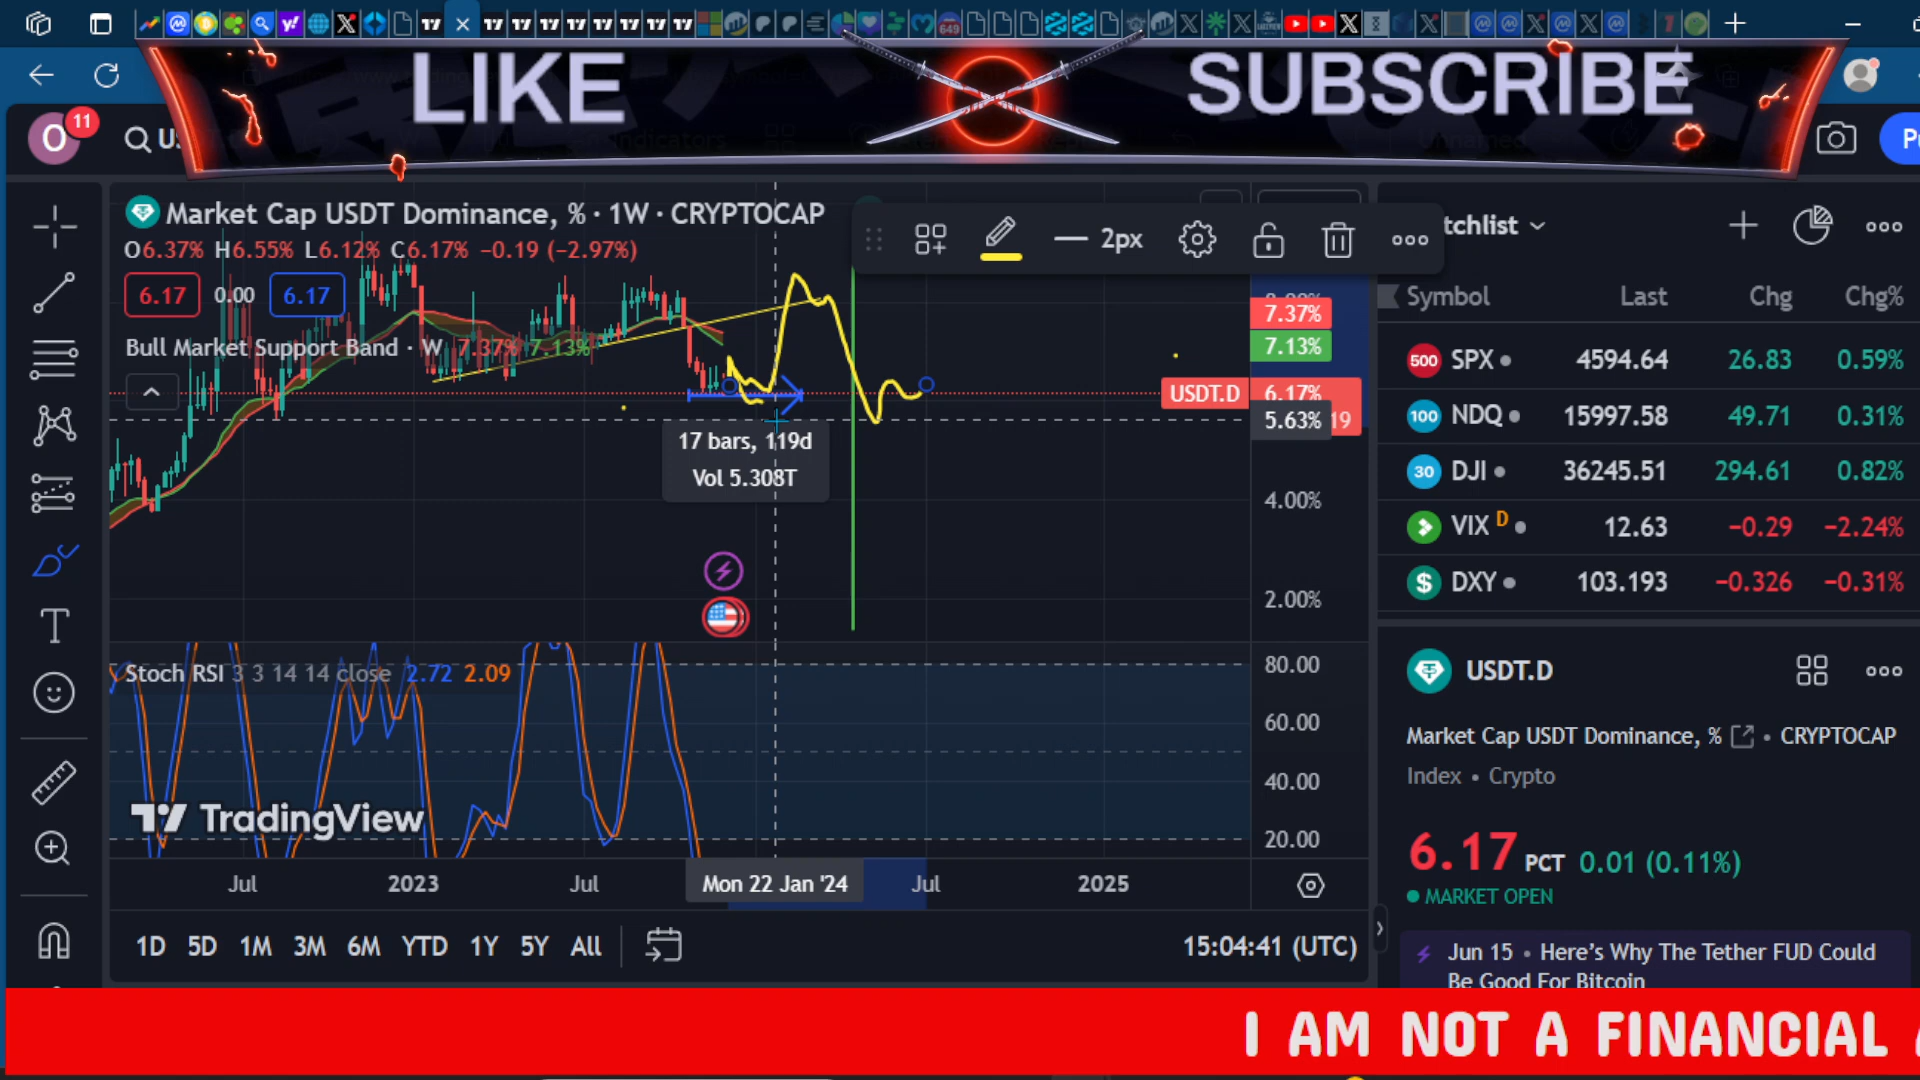 LIKE
SUBSCRIBE
O
11
Market Cap USDT Dominance, % · 1W · CRYPTOCAP
O6.37% H6.55% L6.12% C6.17% −0.19 (−2.97%)
6.17 0.00 6.17
Bull Market Support Band · W 7.37% 7.13%
2px
7.37%
7.13%
USDT.D 6.17%
5.63% 19
4.00%
2.00%
17 bars, 119d
Vol 5.308T
Stoch RSI 3 3 14 14 close 2.72 2.09
80.00
60.00
40.00
20.00
TradingView
Jul 2023 Jul Mon 22 Jan '24 Jul 2025
1D 5D 1M 3M 6M YTD 1Y 5Y All
15:04:41 (UTC)
tchlist
Symbol Last Chg Chg%
500 SPX 4594.64 26.83 0.59%
100 NDQ 15997.58 49.71 0.31%
30 DJI 36245.51 294.61 0.82%
VIX D 12.63 −0.29 −2.24%
$ DXY 103.193 −0.326 −0.31%
USDT.D
Market Cap USDT Dominance, % • CRYPTOCAP
Index • Crypto
6.17 PCT 0.01 (0.11%)
MARKET OPEN
Jun 15 • Here's Why The Tether FUD Could
Be Good For Bitcoin
I AM NOT A FINANCIAL